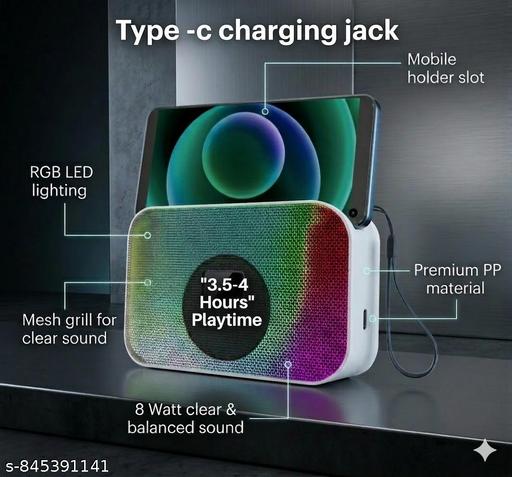 Type -c charging jack
Mobile
holder slot
RGB LED
lighting
"3.5-4
Hours"
Playtime
Premium PP
material
Mesh grill for
clear sound
8 Watt clear &
balanced sound
s-845391141